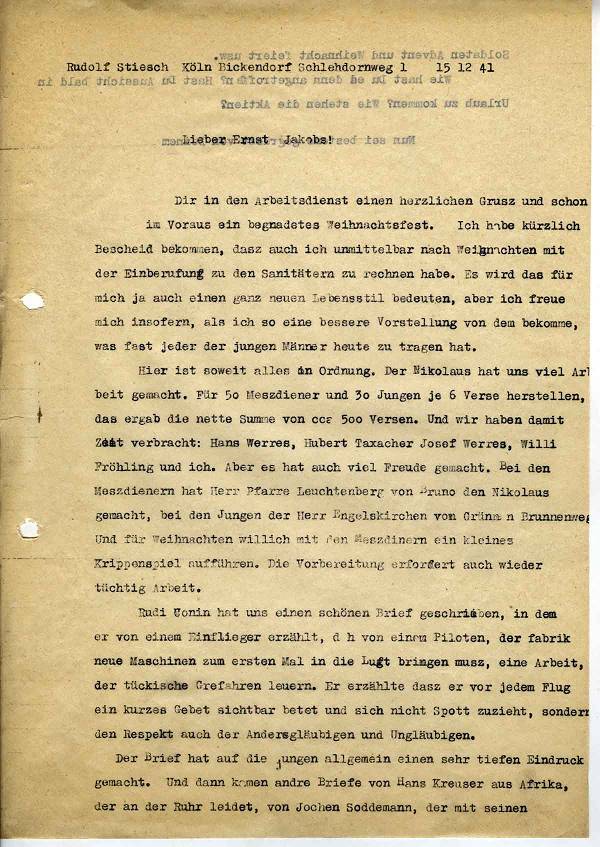 Rudolf Stiesch Köln Bickendorf Schlehdornweg 1 15 12 41
Lieber Ernst Jakobs!
Dir in den Arbeitsdienst einen herzlichen Grusz und schon
im Voraus ein begnadetes Weihnachtsfest. Ich habe kürzlich
Bescheid bekommen, dasz auch ich unmittelbar nach Weihnachten mit
der Einberufung zu den Sanitätern zu rechnen habe. Es wird das für
mich ja auch einen ganz neuen Lebensstil bedeuten, aber ich freue
mich insofern, als ich so eine bessere Vorstellung von dem bekomme,
was fast jeder der jungen Männer heute zu tragen hat.
Hier ist soweit alles in Ordnung. Der Nikolaus hat uns viel Ar
beit gemacht. Für 50 Meszdiener und 30 Jungen je 6 Verse herstellen,
das ergab die nette Summe von cca 500 Versen. Und wir haben damit
Zeit verbracht: Hans Werres, Hubert Taxacher Josef Werres, Willi
Fröhling und ich. Aber es hat auch viel Freude gemacht. Bei den
Meszdienern hat Herr Pfarre Leuchtenberg von Bruno den Nikolaus
gemacht, bei den Jungen der Herr Engelskirchen vom Grünen Brunnenweg
Und für Weihnachten willich mit den Meszdinern ein kleines
Krippenspiel aufführen. Die Vorbereitung erfordert auch wieder
tüchtig Arbeit.
Rudi Conin hat uns einen schönen Brief geschrieben, in dem
er von einem Einflieger erzählt, d h von einem Piloten, der fabrik
neue Maschinen zum ersten Mal in die Lugt bringen musz, eine Arbeit,
der tückische Grefahren leuern. Er erzählte dasz er vor jedem Flug
ein kurzes Gebet sichtbar betet und sich nicht Spott zuzieht, sondern
den Respekt auch der Andersgläubigen und Ungläubigen.
Der Brief hat auf die jungen allgemein einen sehr tiefen Eindruck
gemacht. Und dann kamen andre Briefe von Hans Kreuser aus Afrika,
der an der Ruhr leidet, von Jochen Soddemann, der mit seinen